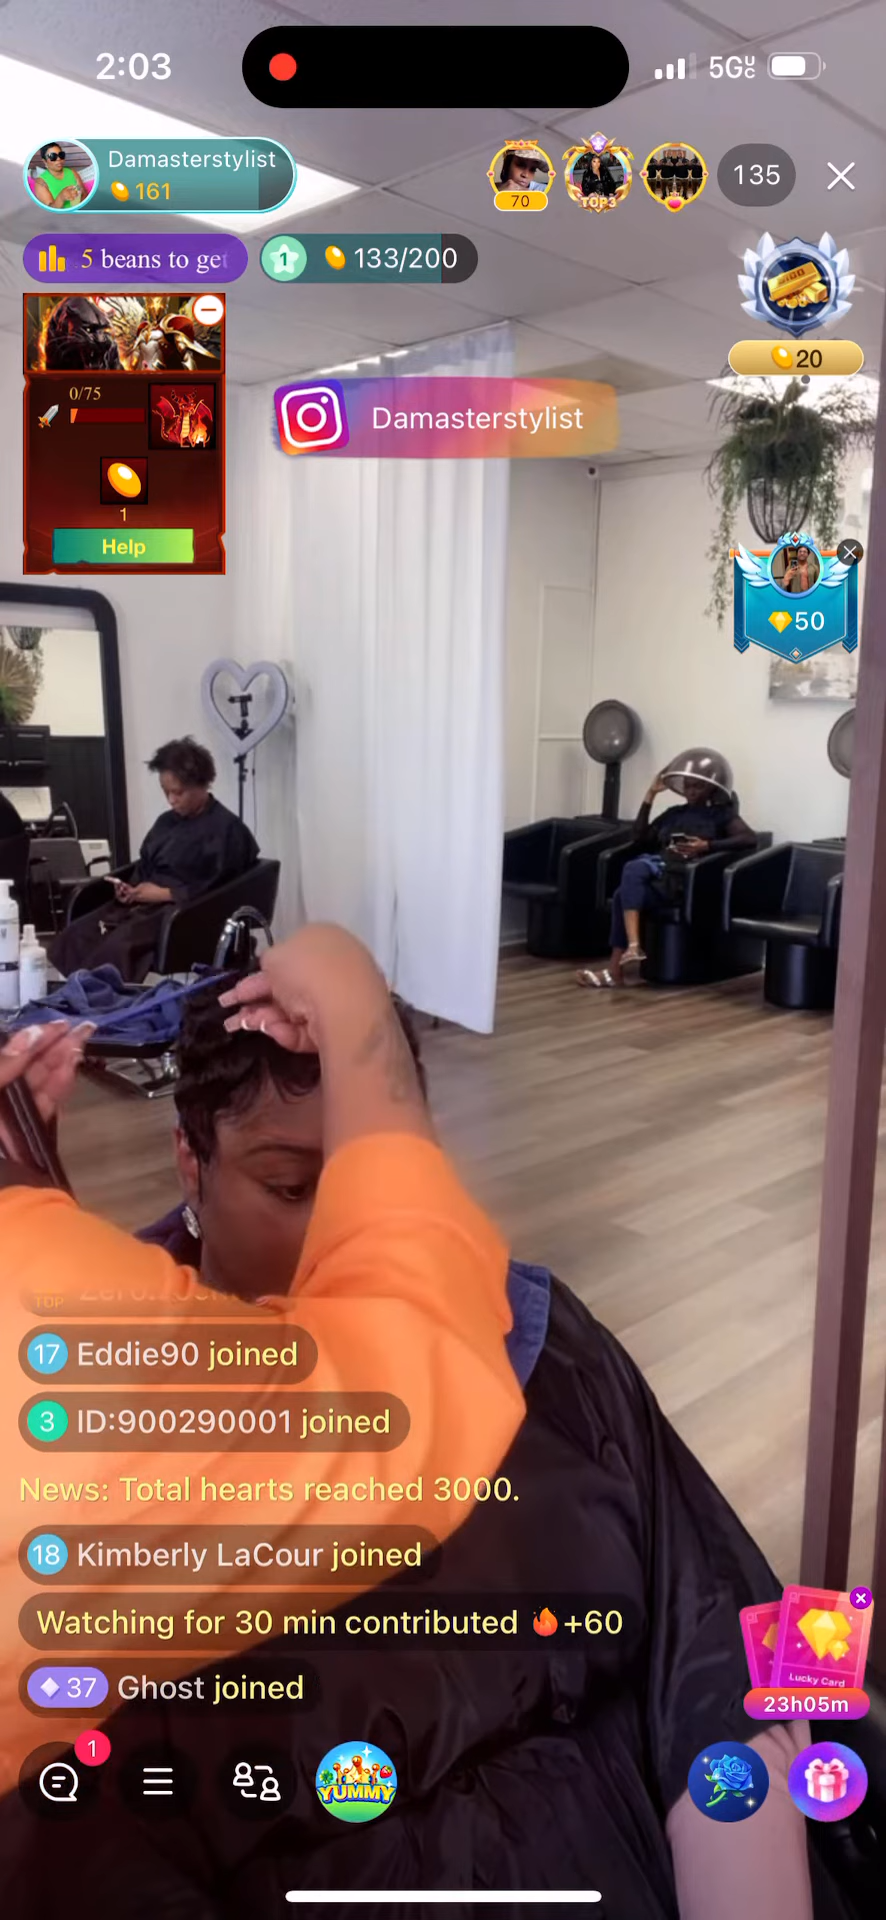 2:03
5G UC
Damasterstylist
161
70
TOP3
135
5 beans to get
1
133/200
20
0/75
1
Help
Damasterstylist
50
TOP
17 Eddie90 joined
3 ID:900290001 joined
News: Total hearts reached 3000.
18 Kimberly LaCour joined
Watching for 30 min contributed 🔥+60
37 Ghost joined
Lucky Card
23h05m
1
YUMMY